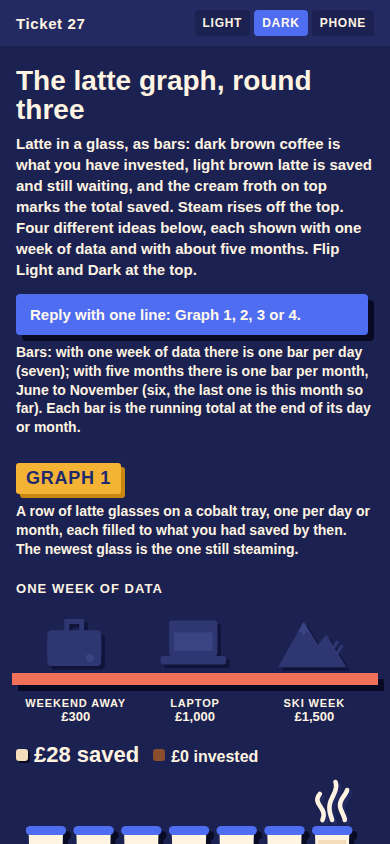 Ticket 27
LIGHT DARK PHONE
The latte graph, round
three
Latte in a glass, as bars: dark brown coffee is
what you have invested, light brown latte is saved
and still waiting, and the cream froth on top
marks the total saved. Steam rises off the top.
Four different ideas below, each shown with one
week of data and with about five months. Flip
Light and Dark at the top.
Reply with one line: Graph 1, 2, 3 or 4.
Bars: with one week of data there is one bar per day
(seven); with five months there is one bar per month,
June to November (six, the last one is this month so
far). Each bar is the running total at the end of its day
or month.
GRAPH 1
A row of latte glasses on a cobalt tray, one per day or
month, each filled to what you had saved by then.
The newest glass is the one still steaming.
ONE WEEK OF DATA
WEEKEND AWAY LAPTOP SKI WEEK
£300 £1,000 £1,500
£28 saved £0 invested